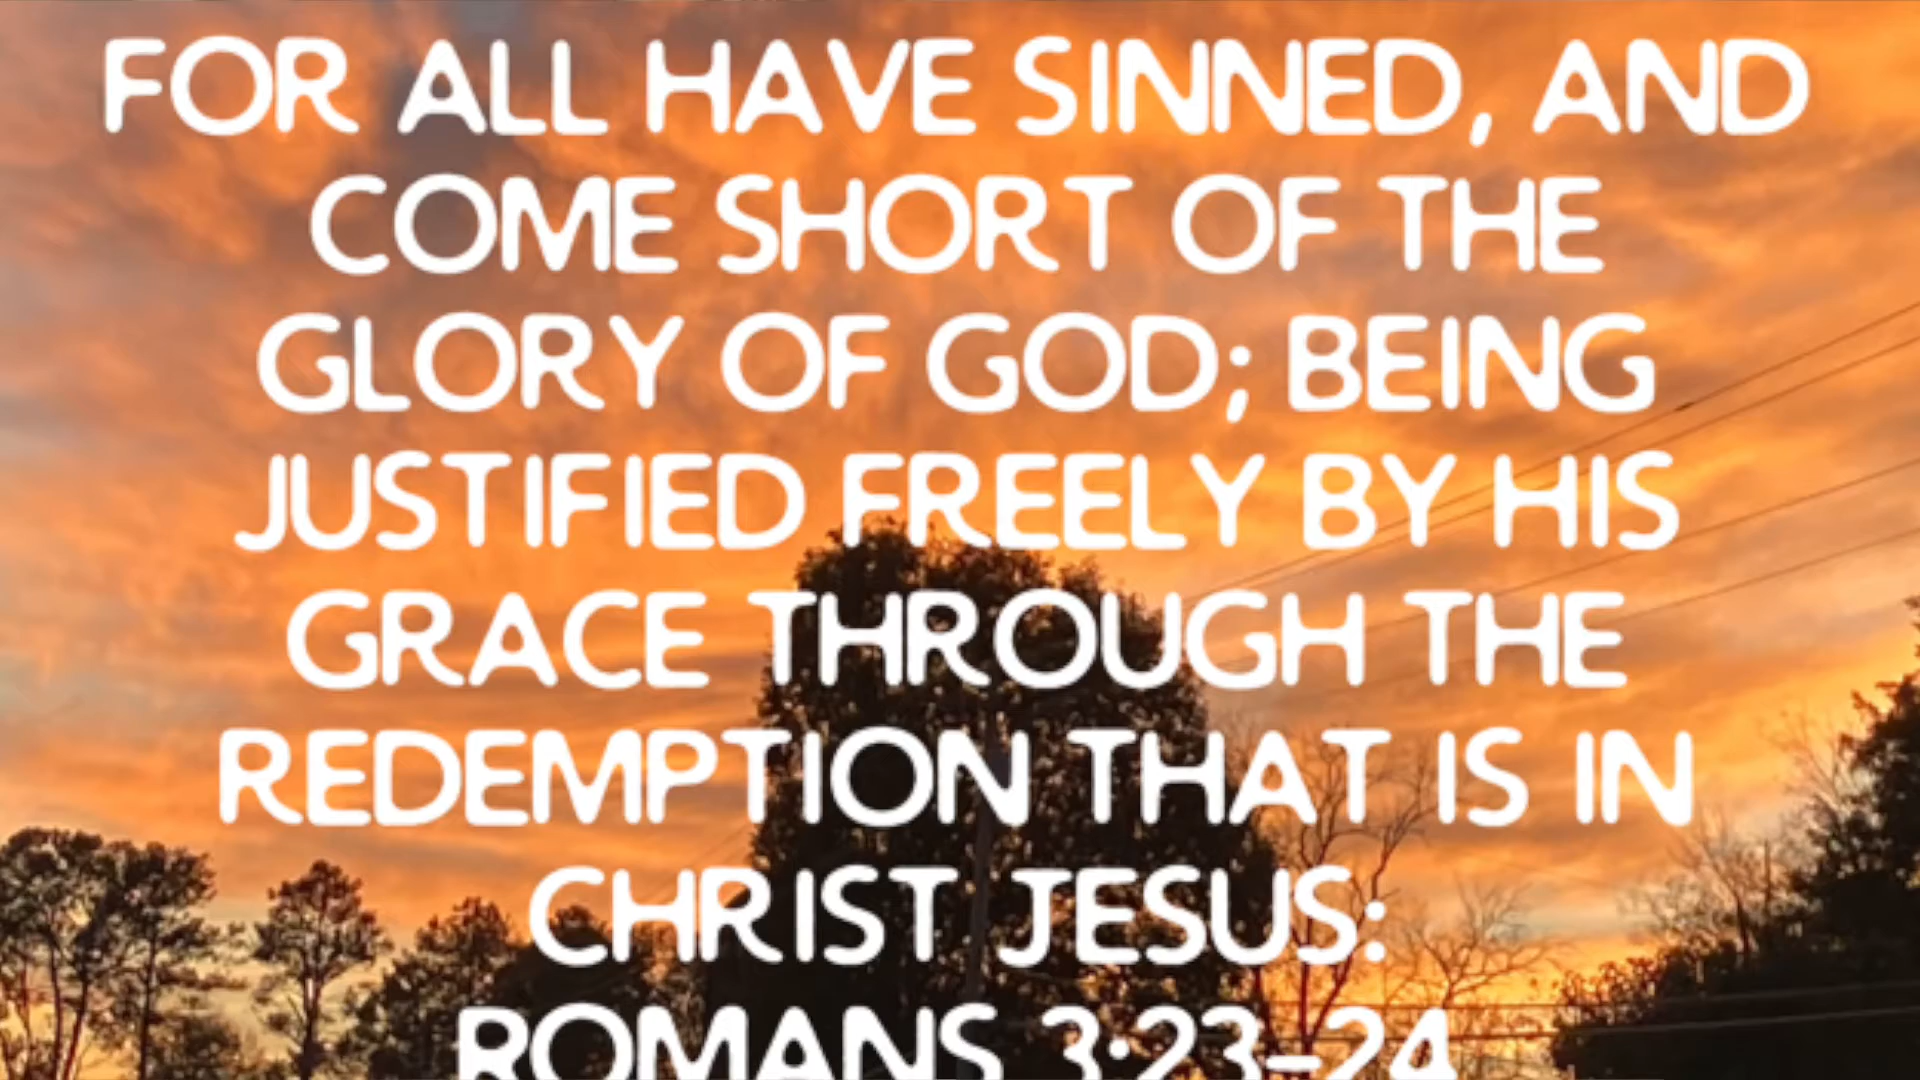 FOR ALL HAVE SINNED, AND
COME SHORT OF THE
GLORY OF GOD; BEING
JUSTIFIED FREELY BY HIS
GRACE THROUGH THE
REDEMPTION THAT IS IN
CHRIST JESUS:
ROMANS 3:23-24